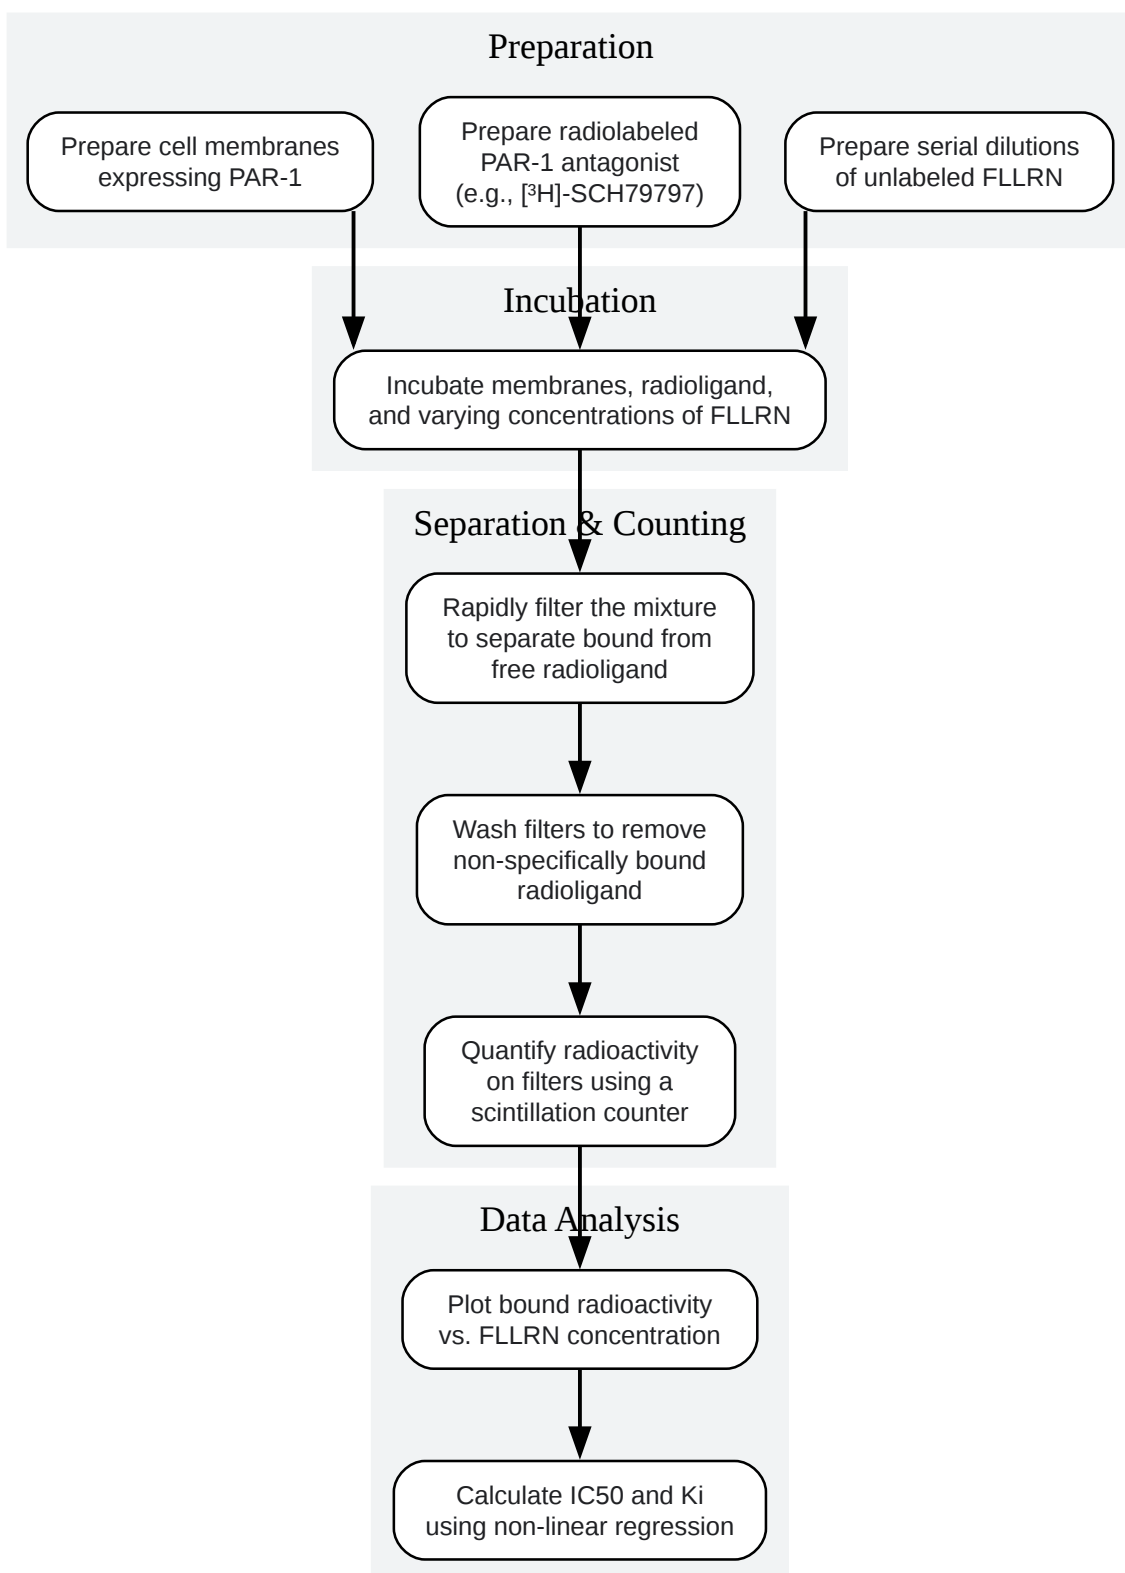 Preparation
Prepare cell membranes
expressing PAR-1
Prepare radiolabeled
PAR-1 antagonist
(e.g., [³H]-SCH79797)
Prepare serial dilutions
of unlabeled FLLRN
Incubation
Incubate membranes, radioligand,
and varying concentrations of FLLRN
Separation & Counting
Rapidly filter the mixture
to separate bound from
free radioligand
Wash filters to remove
non-specifically bound
radioligand
Quantify radioactivity
on filters using a
scintillation counter
Data Analysis
Plot bound radioactivity
vs. FLLRN concentration
Calculate IC50 and Ki
using non-linear regression